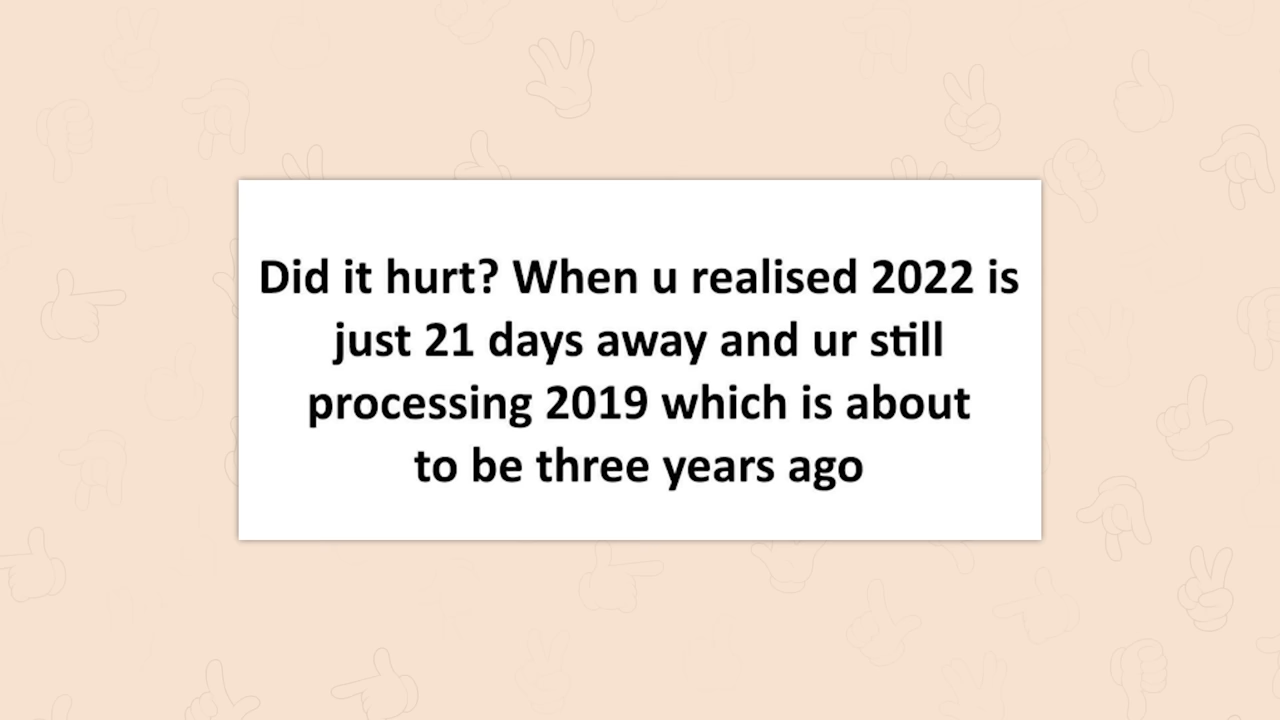 Did it hurt? When u realised 2022 is
just 21 days away and ur still
processing 2019 which is about
to be three years ago